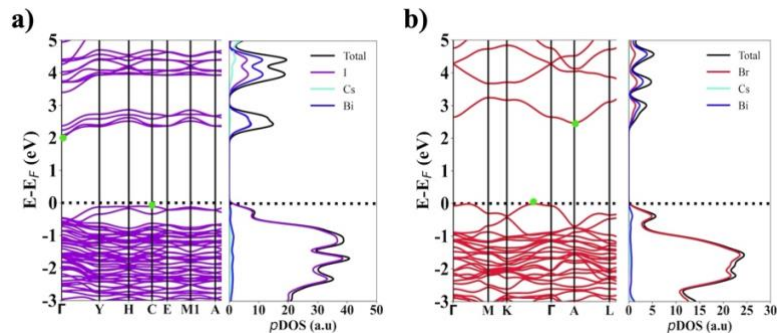 a)
E-E_F (eV)
5
4
3
2
1
0
-1
-2
-3
Γ Y H C E M1 A
Total
I
Cs
Bi
0 10 20 30 40 50
pDOS (a.u)
b)
E-E_F (eV)
5
4
3
2
1
0
-1
-2
-3
Γ M K Γ A L
Total
Br
Cs
Bi
0 5 10 15 20 25 30
pDOS (a.u)